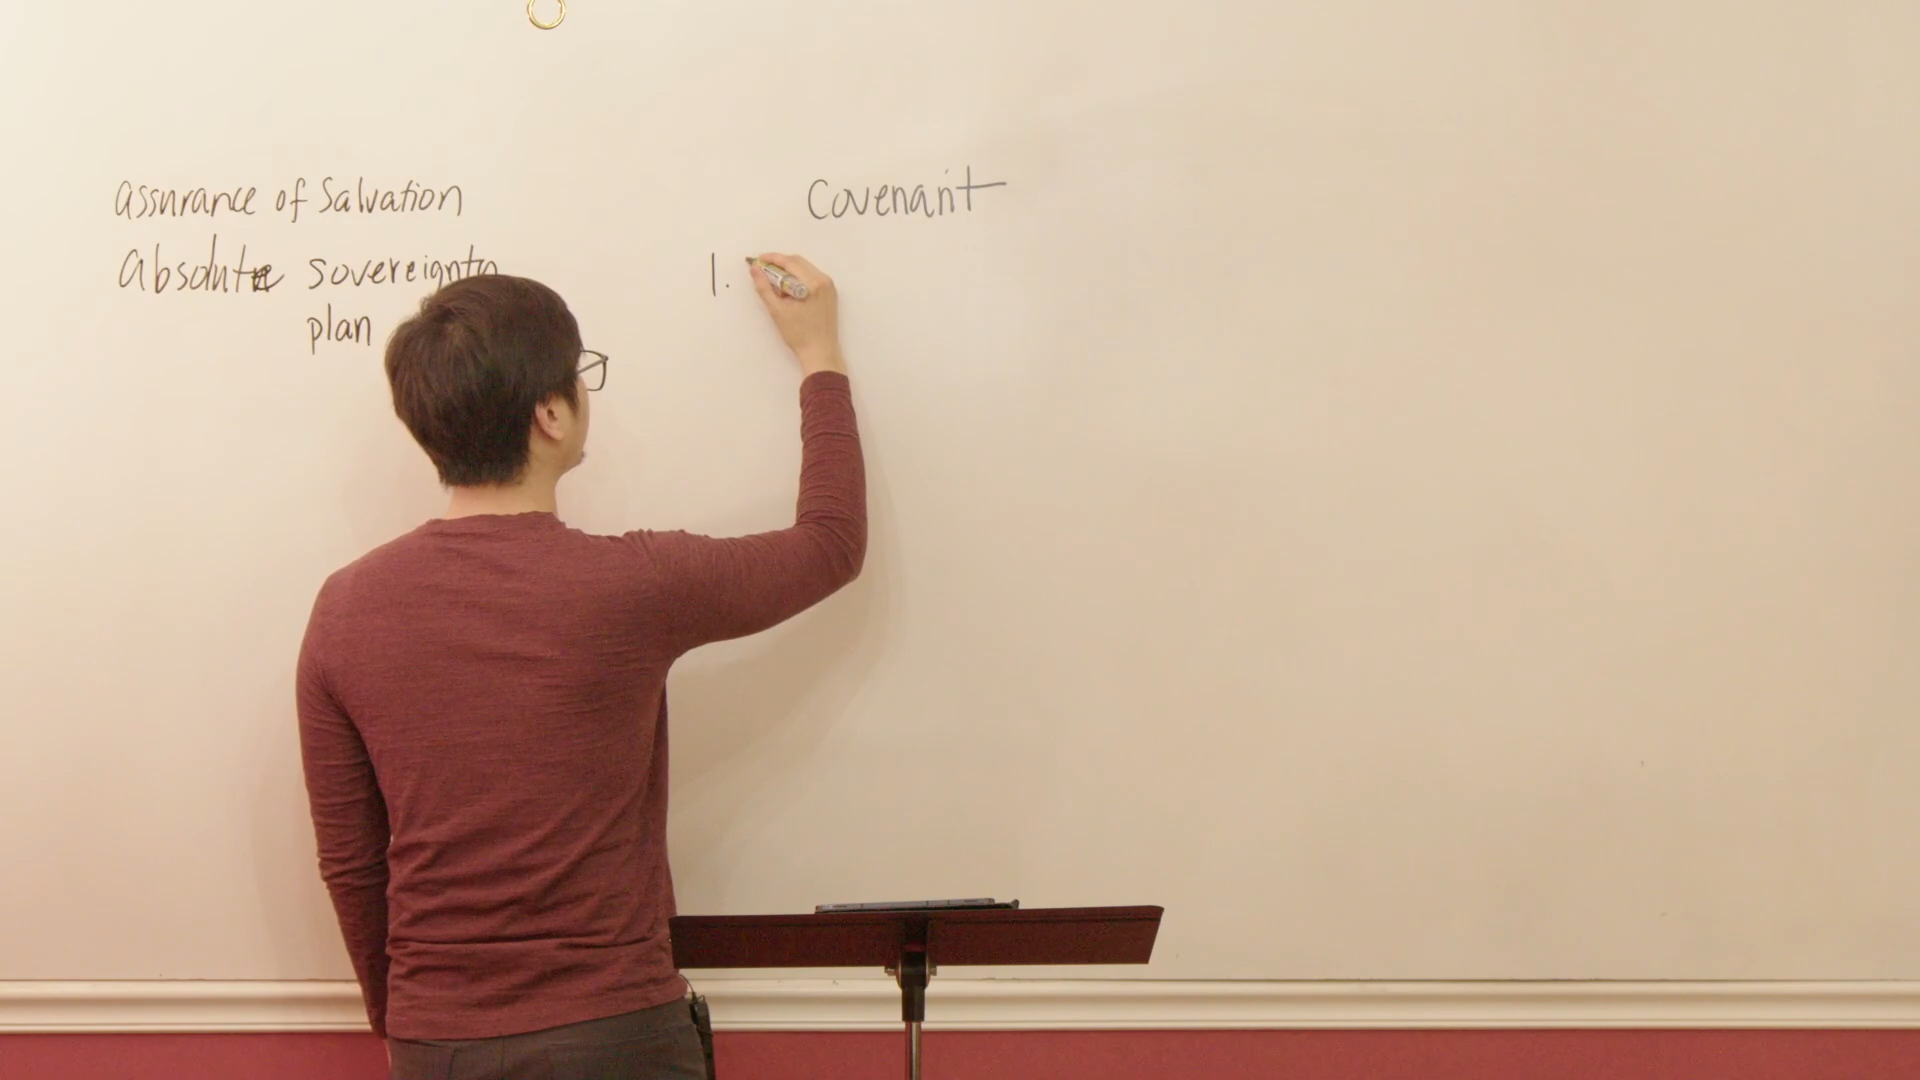 assurance of Salvation
Absolute sovereignty
plan
Covenant
1.